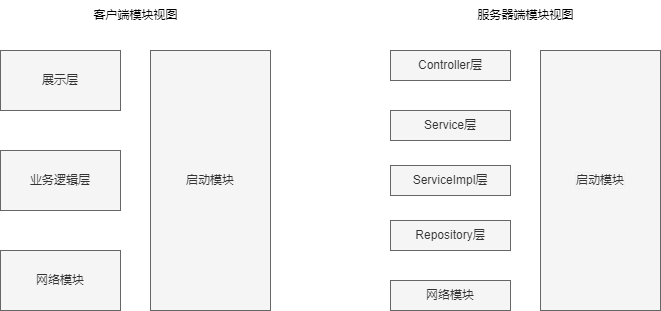 客户端模块视图
展示层
业务逻辑层
网络模块
启动模块
服务器端模块视图
Controller层
Service层
ServiceImpl层
Repository层
网络模块
启动模块